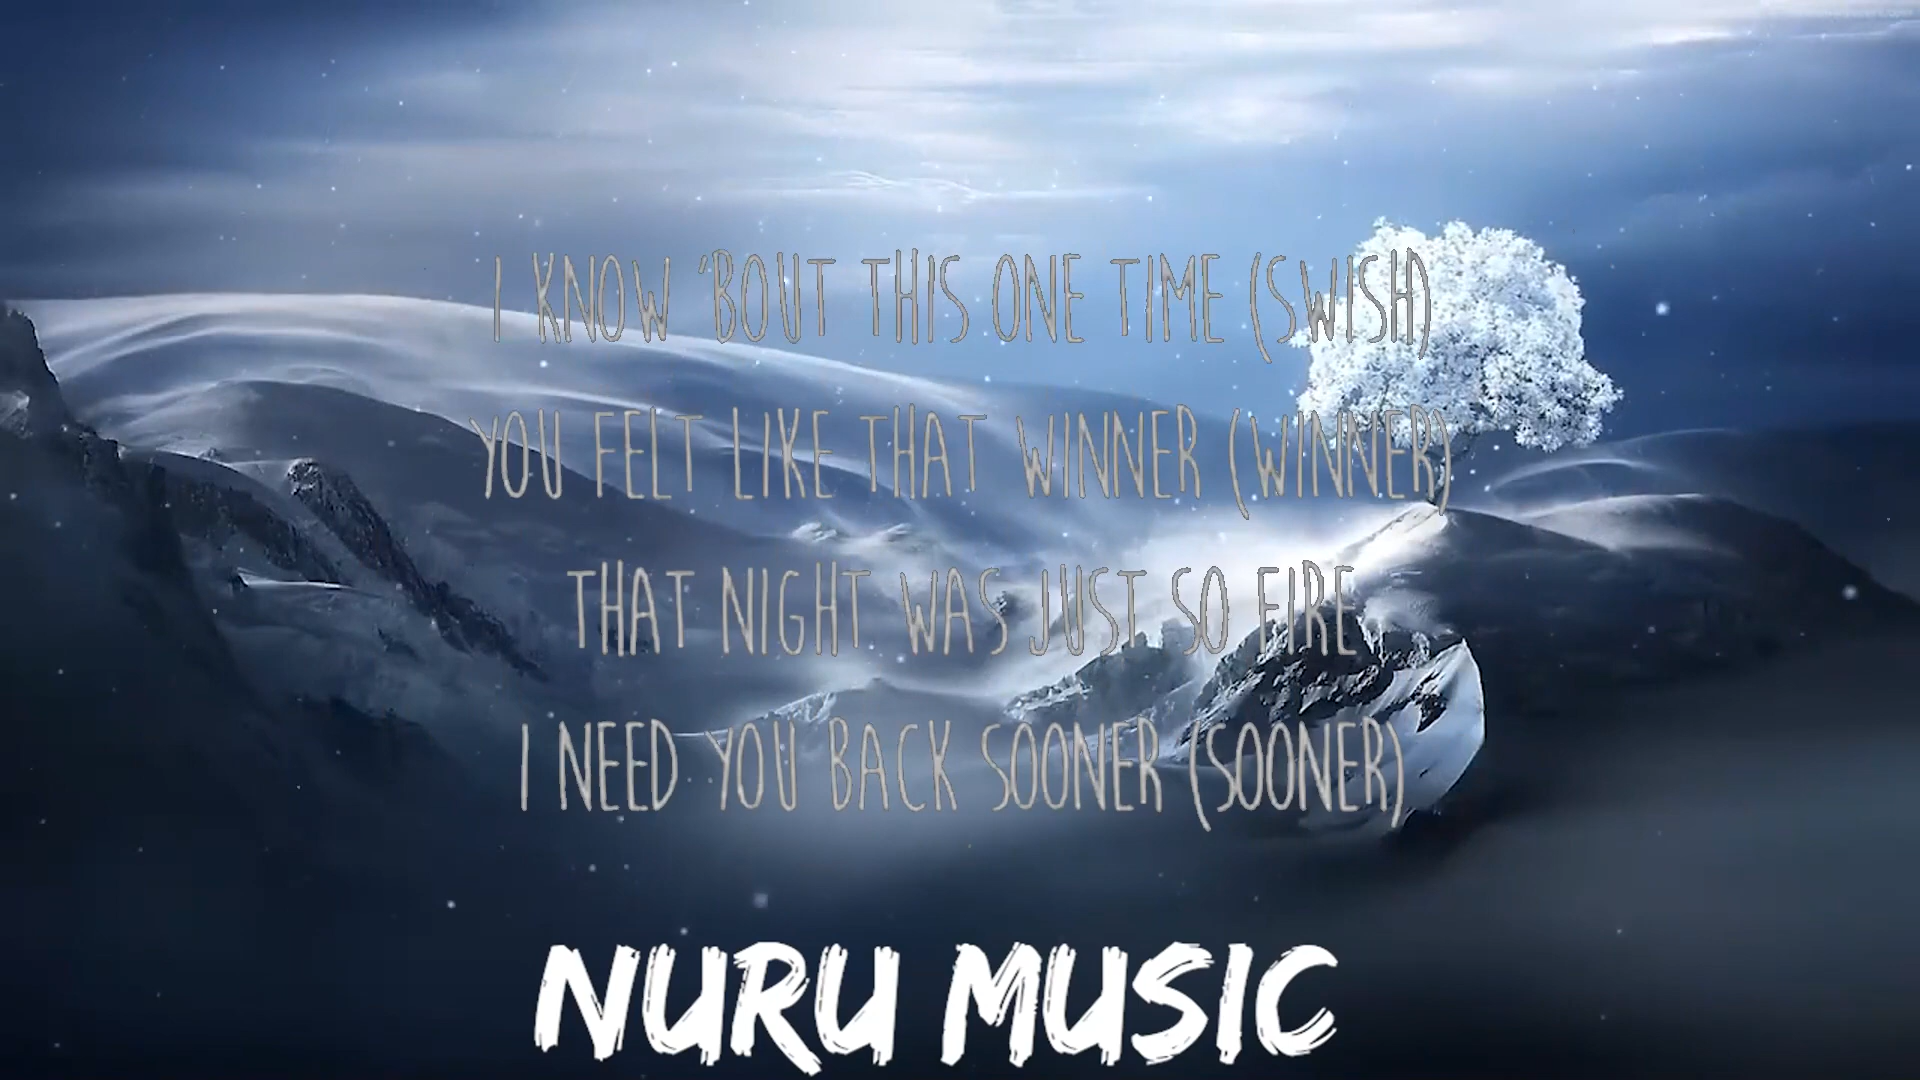 I KNOW 'BOUT THIS ONE TIME (SWISH)
YOU FELT LIKE THAT WINNER (WINNER)
THAT NIGHT WAS JUST SO FIRE
I NEED YOU BACK SOONER (SOONER)
NURU MUSIC